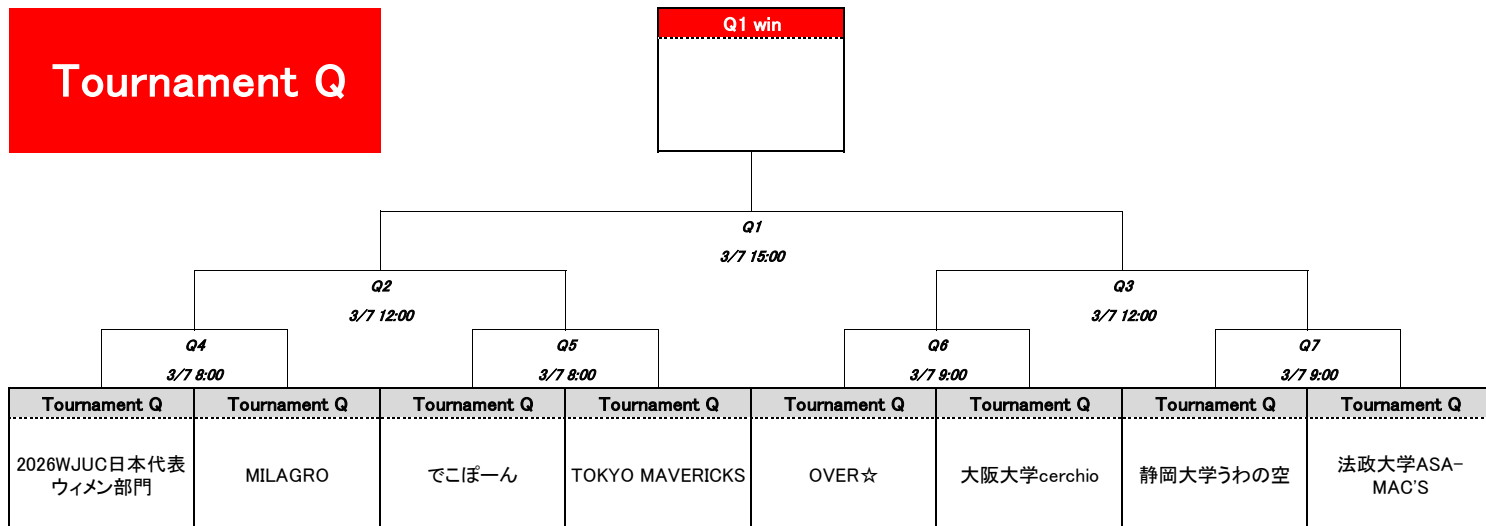 Tournament Q
Q1 win
Q1
3/7 15:00
Q2
Q3
3/7 12:00
3/7 12:00
Q4
Q5
Q6
Q7
3/7 8:00
3/7 8:00
3/7 9:00
3/7 9:00
Tournament Q
Tournament Q
Tournament Q
Tournament Q
Tournament Q
Tournament Q
Tournament Q
Tournament Q
2026WJUC日本代表
ウィメン部門
MILAGRO
でこぽーん
TOKYO MAVERICKS
OVER☆
大阪大学cerchio
静岡大学うわの空
法政大学ASA-
MAC'S